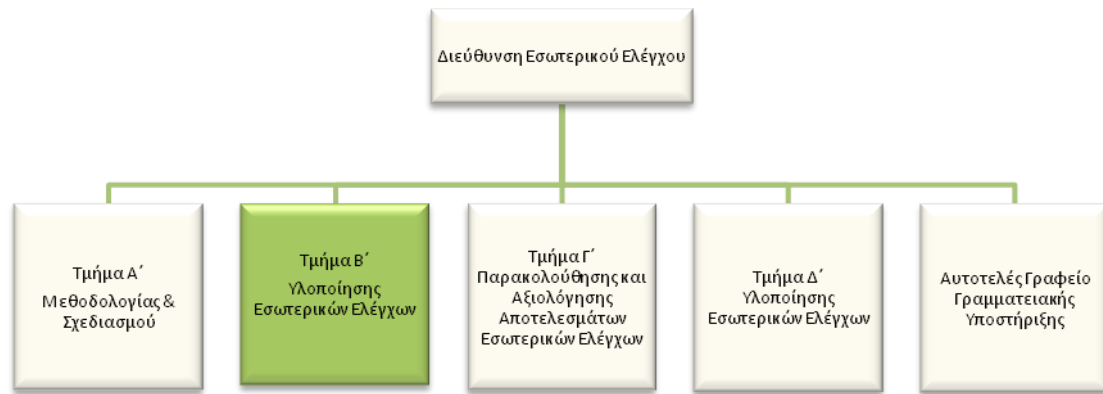 Διεύθυνση Εσωτερικού Ελέγχου
Τμήμα Α΄
Μεθοδολογίας &
Σχεδιασμού
Τμήμα Β΄
Υλοποίησης
Εσωτερικών Ελέγχων
Τμήμα Γ΄
Παρακολούθησης και
Αξιολόγησης
Αποτελεσμάτων
Εσωτερικών Ελέγχων
Τμήμα Δ΄
Υλοποίησης
Εσωτερικών Ελέγχων
Αυτοτελές Γραφείο
Γραμματειακής
Υποστήριξης